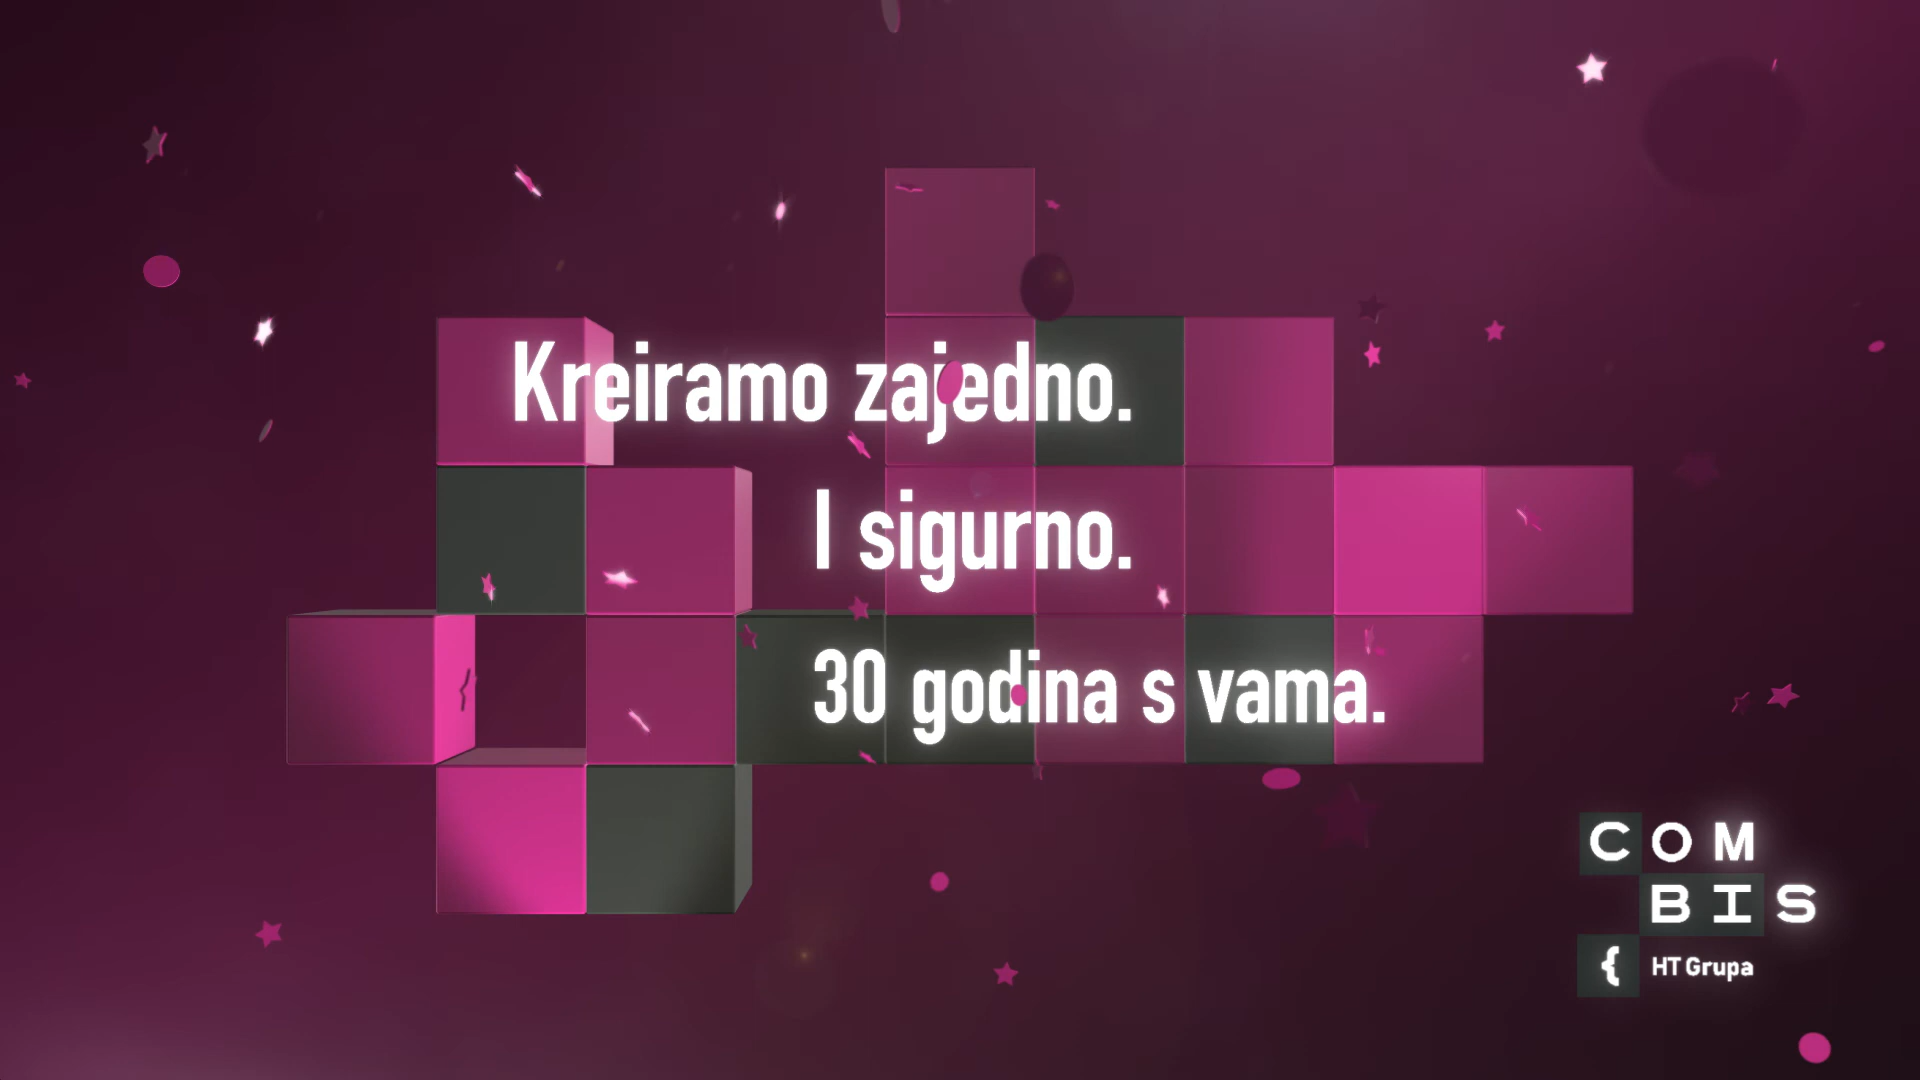 Kreiramo zajedno.
I sigurno.
30 godina s vama.
COM
BIS
{ HT Grupa